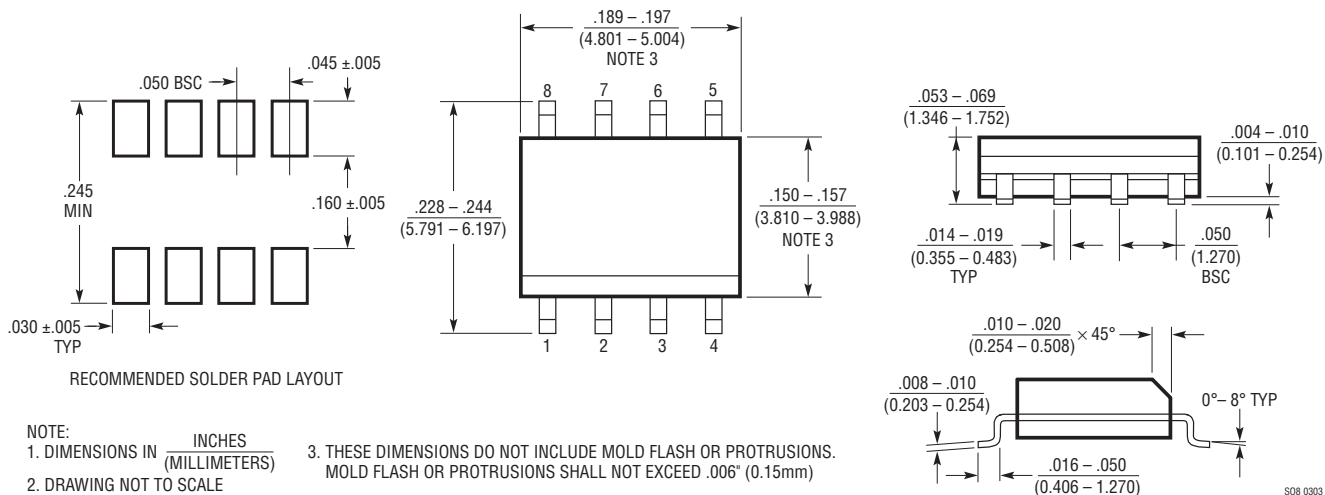 .050 BSC
.045 ±.005
.245
MIN
.160 ±.005
.030 ±.005
TYP
RECOMMENDED SOLDER PAD LAYOUT
.189 – .197
(4.801 – 5.004)
NOTE 3
8
7
6
5
.228 – .244
(5.791 – 6.197)
.150 – .157
(3.810 – 3.988)
NOTE 3
1
2
3
4
.053 – .069
(1.346 – 1.752)
.004 – .010
(0.101 – 0.254)
.014 – .019
(0.355 – 0.483)
TYP
.050
(1.270)
BSC
.010 – .020
(0.254 – 0.508)
× 45°
.008 – .010
(0.203 – 0.254)
0°– 8° TYP
.016 – .050
(0.406 – 1.270)
NOTE:
1. DIMENSIONS IN
INCHES
(MILLIMETERS)
2. DRAWING NOT TO SCALE
3. THESE DIMENSIONS DO NOT INCLUDE MOLD FLASH OR PROTRUSIONS.
MOLD FLASH OR PROTRUSIONS SHALL NOT EXCEED .006" (0.15mm)
SO8 0303